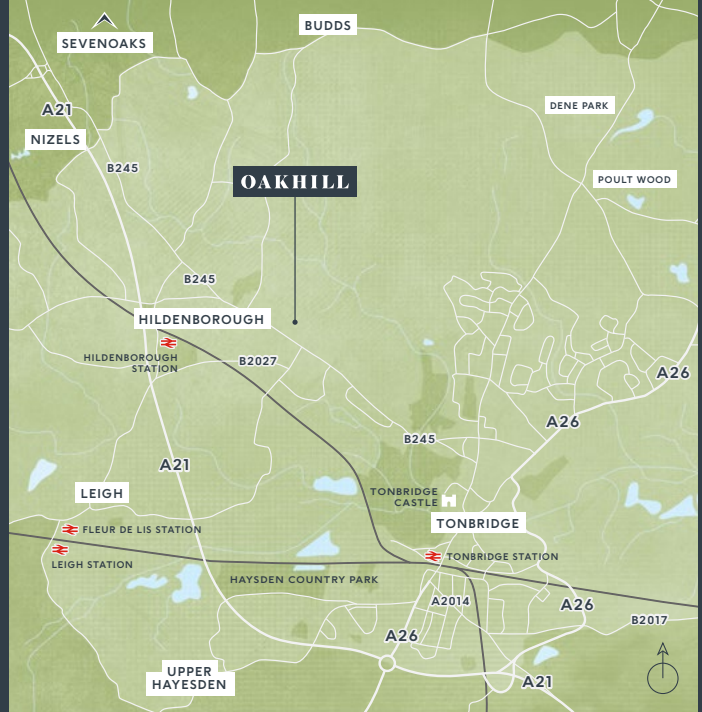 BUDDS
SEVENOAKS
A21
DENE PARK
NIZELS
B245
OAKHILL
POULT WOOD
B245
HILDENBOROUGH
HILDENBOROUGH
STATION
B2027
A26
A26
B245
A21
LEIGH
TONBRIDGE
CASTLE
TONBRIDGE
FLEUR DE LIS STATION
LEIGH STATION
TONBRIDGE STATION
HAYSDEN COUNTRY PARK
A2014
A26
B2017
A26
UPPER
HAYESDEN
A21